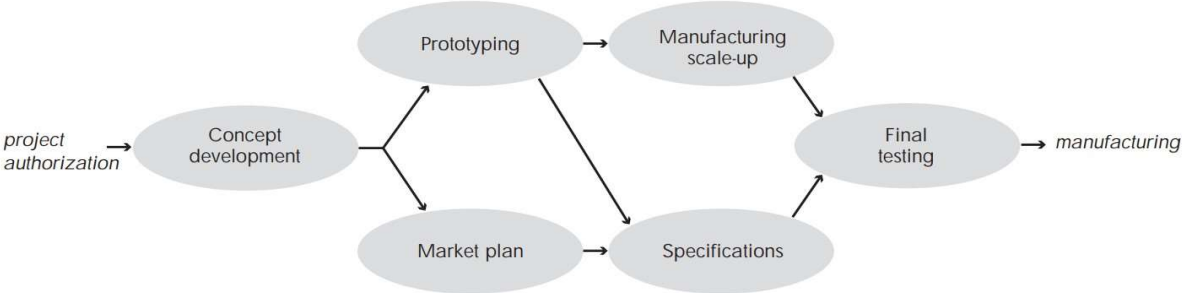 Prototyping
Manufacturing
scale-up
project
authorization
Concept
development
Final
testing
manufacturing
Market plan
Specifications